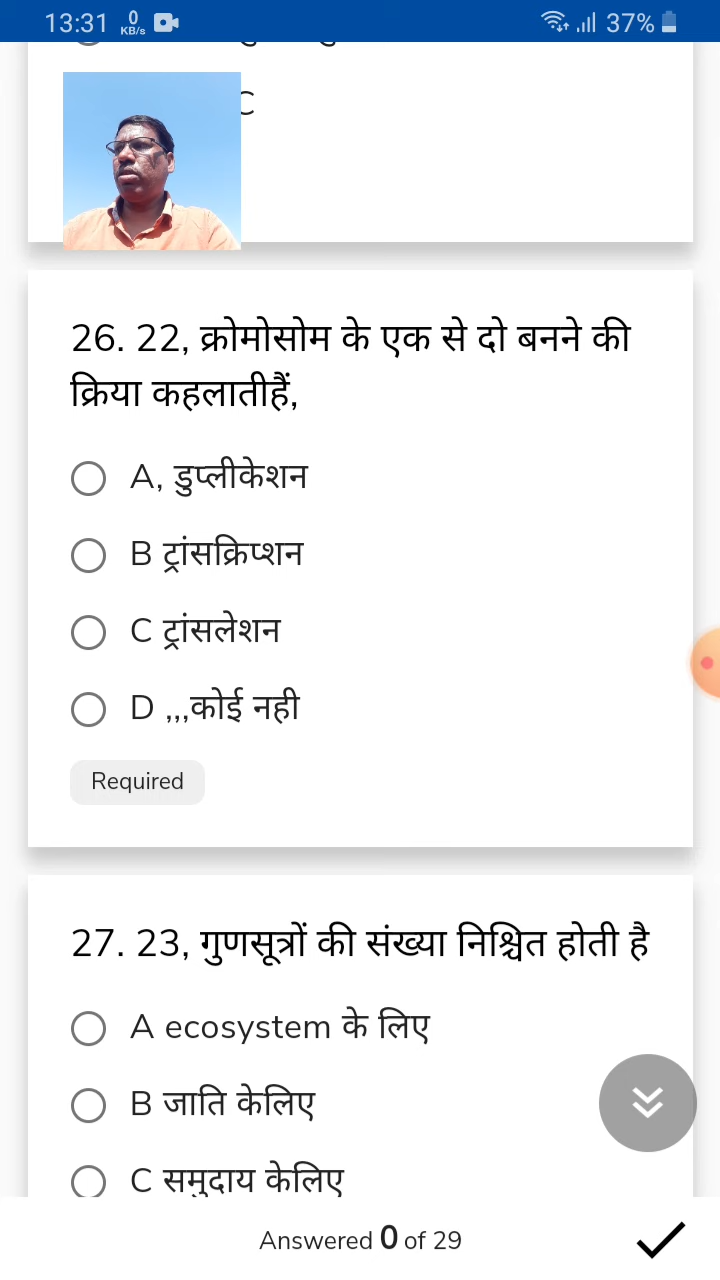 13:31 0 KB/s 37%
C
26. 22, क्रोमोसोम के एक से दो बनने की
क्रिया कहलातीहैं,
A, डुप्लीकेशन
B ट्रांसक्रिप्शन
C ट्रांसलेशन
D ,,,कोई नही
Required
27. 23, गुणसूत्रों की संख्या निश्चित होती है
A ecosystem के लिए
B जाति केलिए
C समुदाय केलिए
Answered 0 of 29